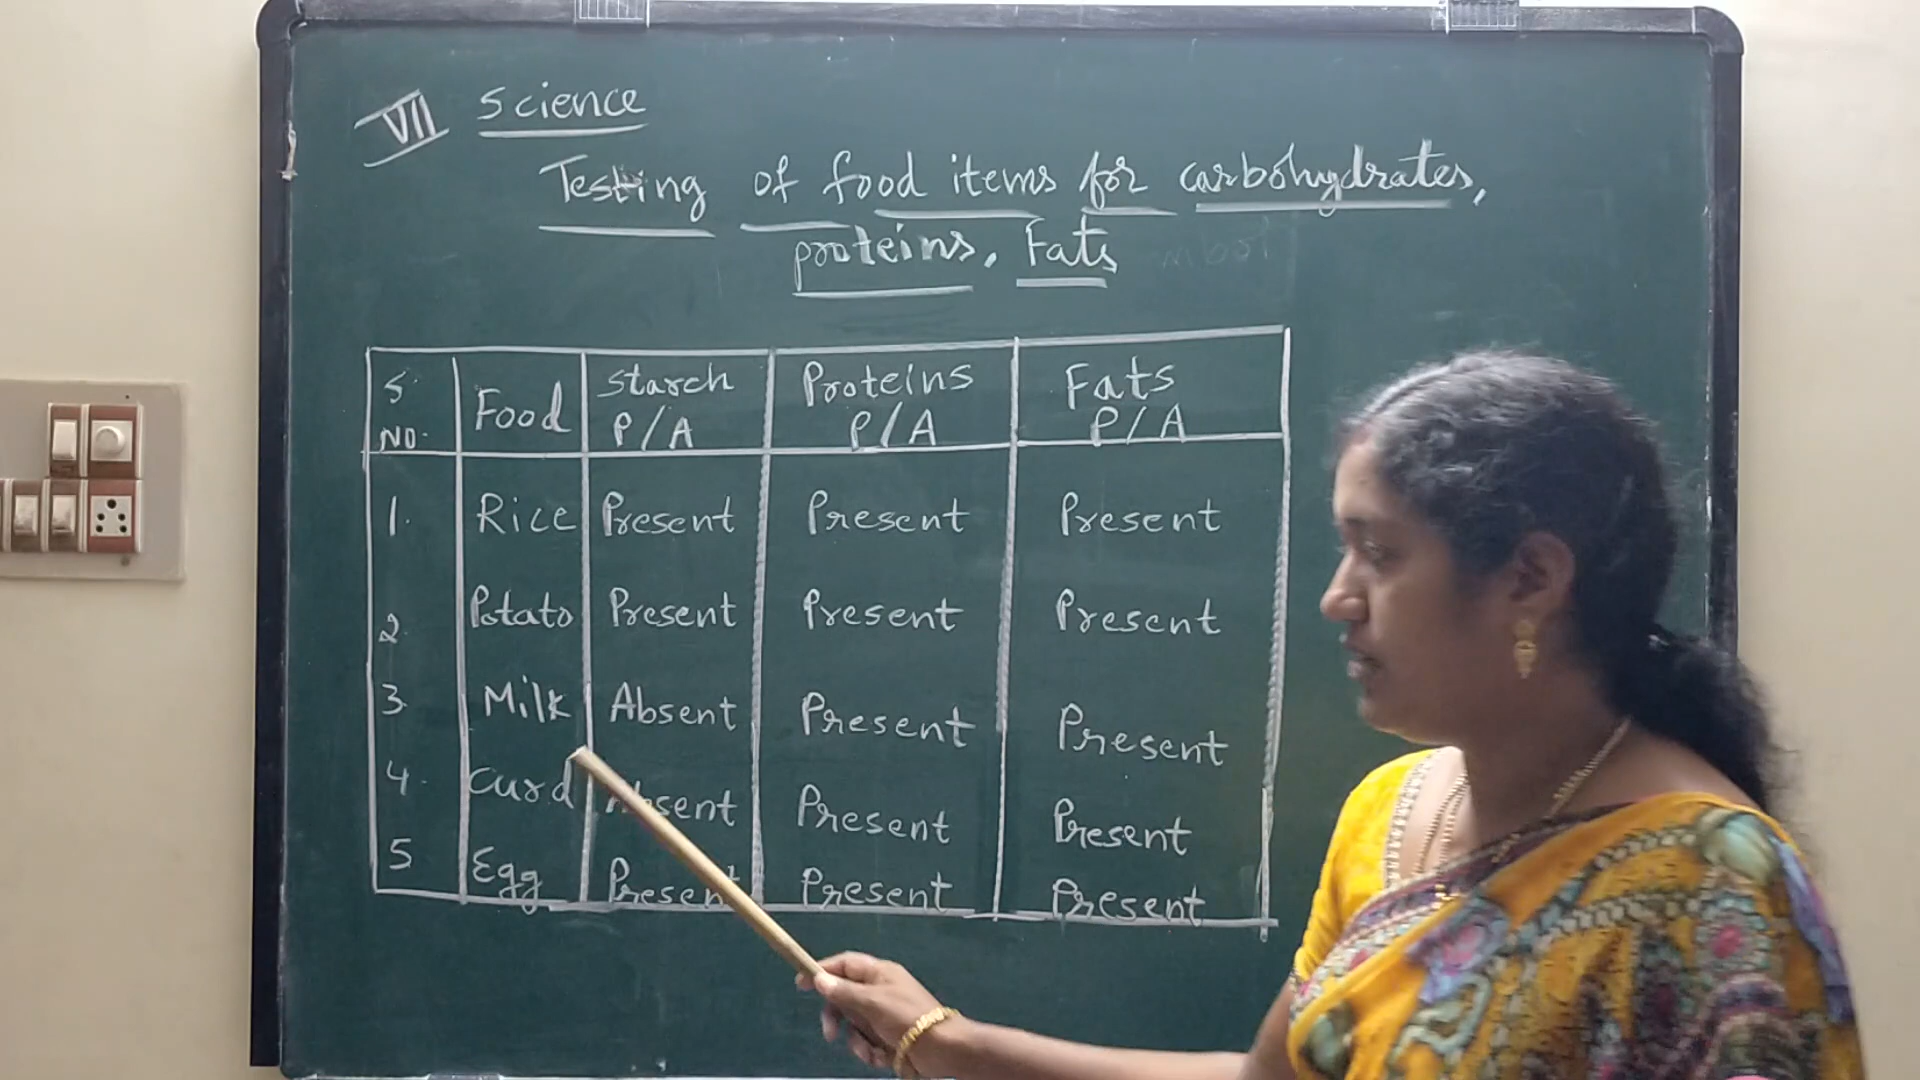 VII Science
Testing of food items for carbohydrates,
proteins, Fats
S. NO. Food Starch P/A Proteins P/A Fats P/A
1. Rice Present Present Present
2. Potato Present Present Present
3 Milk Absent Present Present
4. Curd Absent Present Present
5 Egg Present Present Present